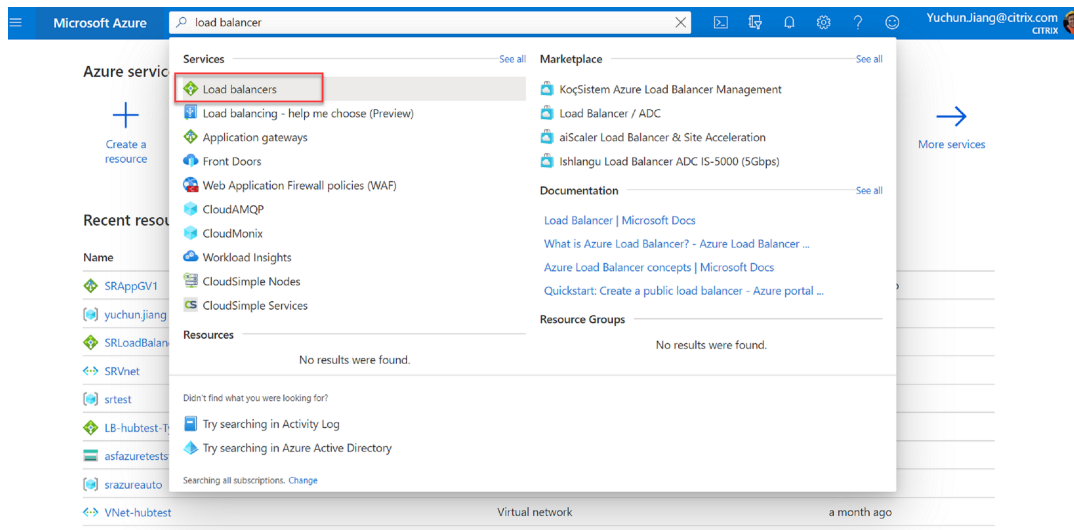 Microsoft Azure
load balancer
Yuchun.Jiang@citrix.com
CITRIX
Azure servic
Create a
resource
More services
Services
See all
Load balancers
Load balancing - help me choose (Preview)
Application gateways
Front Doors
Web Application Firewall policies (WAF)
CloudAMQP
CloudMonix
Workload Insights
CloudSimple Nodes
CS CloudSimple Services
Resources
No results were found.
Marketplace
See all
KoçSistem Azure Load Balancer Management
Load Balancer / ADC
aiScaler Load Balancer & Site Acceleration
Ishlangu Load Balancer ADC IS-5000 (5Gbps)
Documentation
See all
Load Balancer | Microsoft Docs
What is Azure Load Balancer? - Azure Load Balancer ...
Azure Load Balancer concepts | Microsoft Docs
Quickstart: Create a public load balancer - Azure portal ...
Resource Groups
No results were found.
Didn't find what you were looking for?
Try searching in Activity Log
Try searching in Azure Active Directory
Searching all subscriptions. Change
Recent resou
Name
SRAppGV1
yuchun.jiang
SRLoadBalan
SRVnet
srtest
LB-hubtest-T
asfazuretests
srazureauto
VNet-hubtest
Virtual network
a month ago